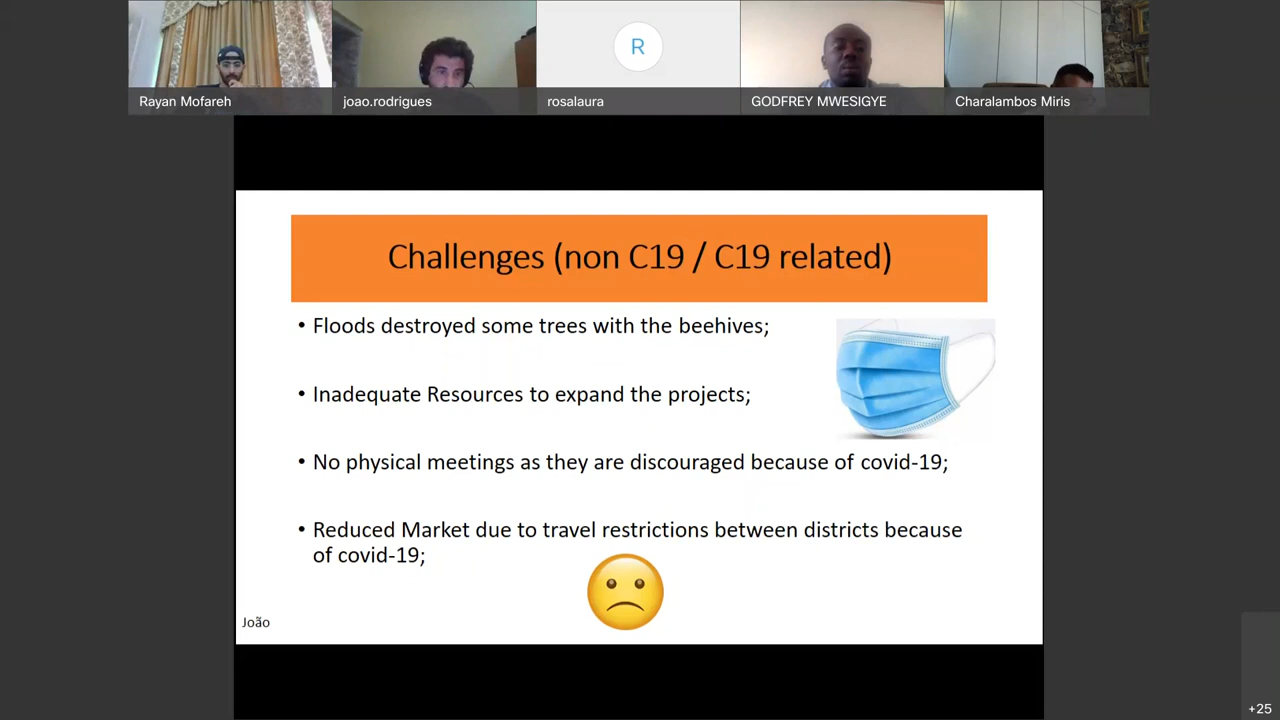 R
Rayan Mofareh
joao.rodrigues
rosalaura
GODFREY MWESIGYE
Charalambos Miris
Challenges (non C19 / C19 related)
• Floods destroyed some trees with the beehives;
• Inadequate Resources to expand the projects;
• No physical meetings as they are discouraged because of covid-19;
• Reduced Market due to travel restrictions between districts because
of covid-19;
João
+25